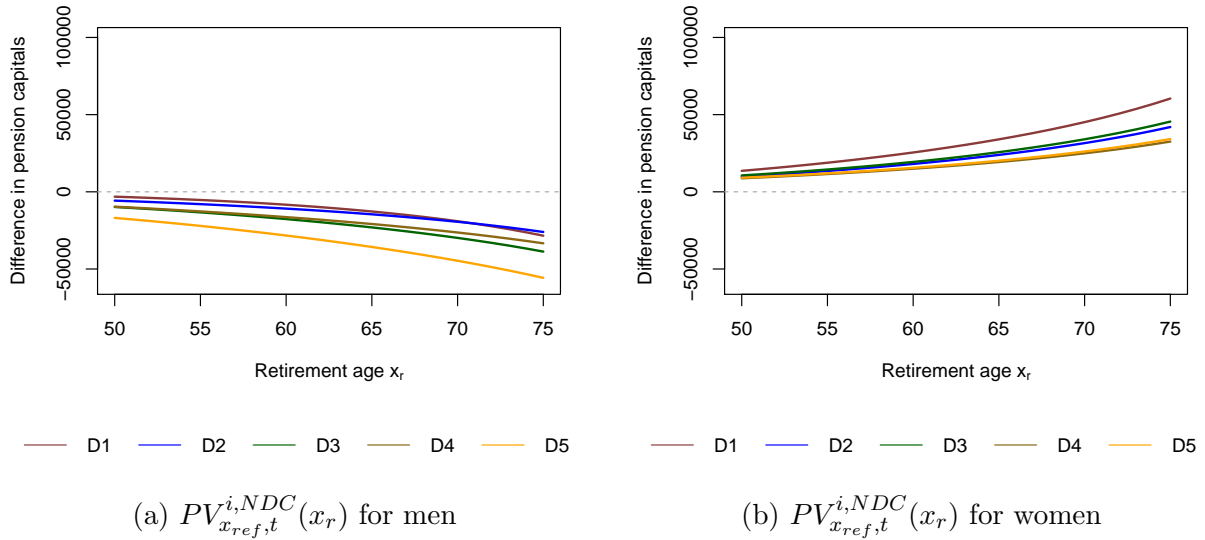 Difference in pension capitals
100000
50000
0
−50000
50 55 60 65 70 75
Retirement age xᵣ
D1 D2 D3 D4 D5
(a) $PV^{i,NDC}_{x_{ref},t}(x_r)$ for men
Difference in pension capitals
100000
50000
0
−50000
50 55 60 65 70 75
Retirement age xᵣ
D1 D2 D3 D4 D5
(b) $PV^{i,NDC}_{x_{ref},t}(x_r)$ for women